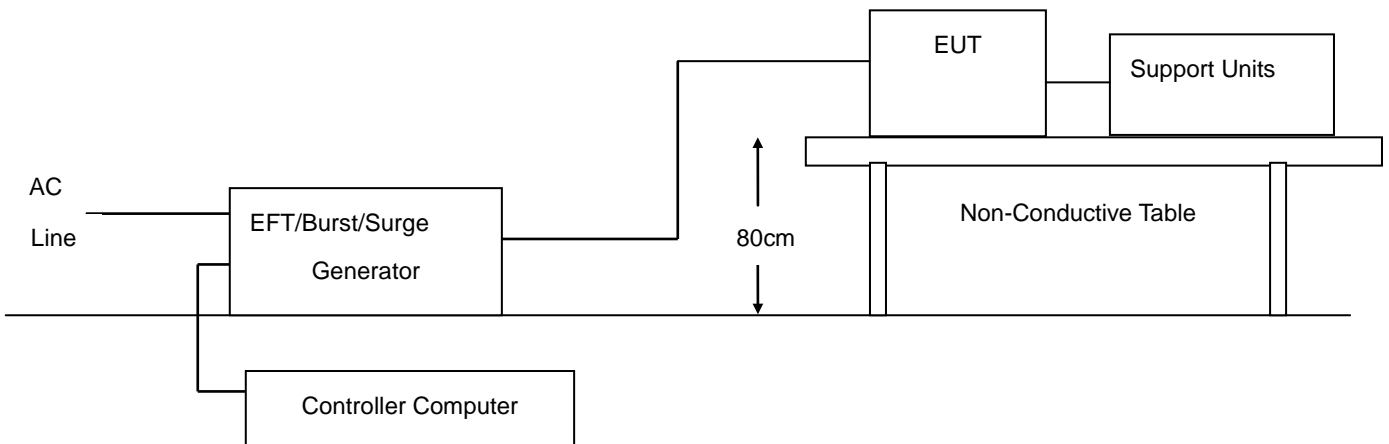 EUT
Support Units
AC
Line
EFT/Burst/Surge
Generator
80cm
Non-Conductive Table
Controller Computer